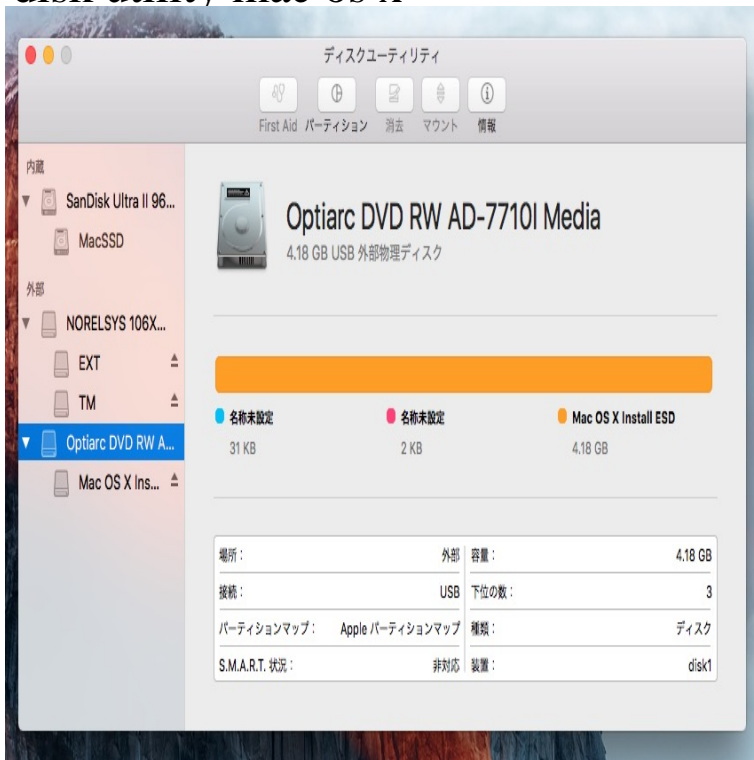 disk utility mac os x
ディスクユーティリティ
First Aid パーティション 消去 マウント 情報
内蔵
SanDisk Ultra II 96...
MacSSD
外部
NORELSYS 106X...
EXT
TM
Optiarc DVD RW A...
Mac OS X Ins...
Optiarc DVD RW AD-7710I Media
4.18 GB USB 外部物理ディスク
名称未設定 名称未設定 Mac OS X Install ESD
31 KB 2 KB 4.18 GB
場所： 外部 容量： 4.18 GB
接続： USB 下位の数： 3
パーティションマップ： Apple パーティションマップ 種類： ディスク
S.M.A.R.T. 状況： 非対応 装置： disk1